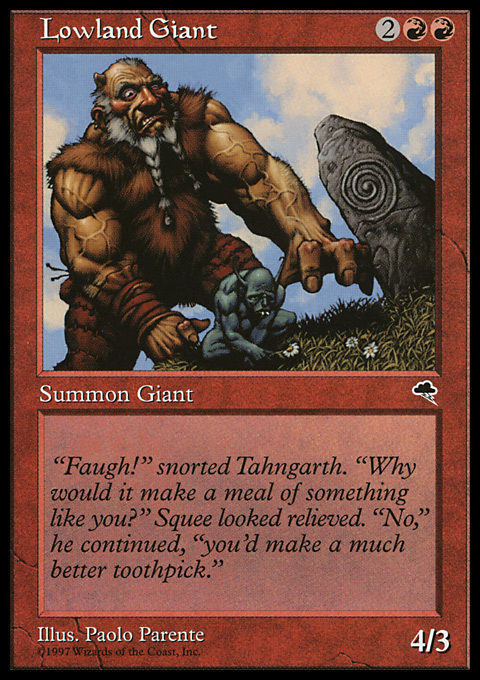 Lowland Giant 2
Summon Giant
“Faugh!” snorted Tahngarth. “Why
would it make a meal of something
like you?” Squee looked relieved. “No,”
he continued, “you’d make a much
better toothpick.”
Illus. Paolo Parente
©1997 Wizards of the Coast, Inc.
4/3